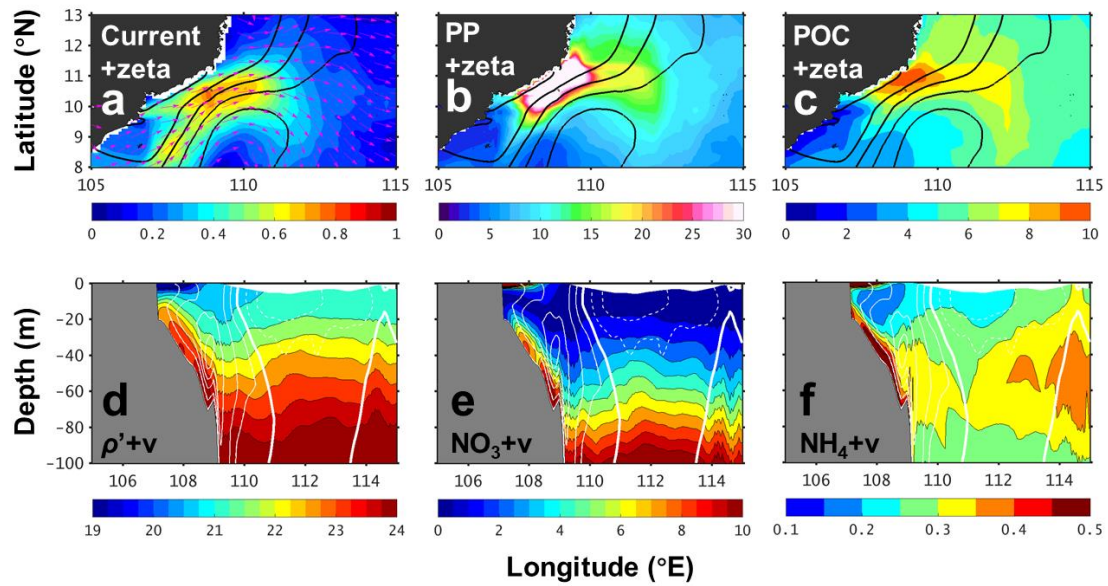 Latitude (°N)
13
12
11
10
9
8
Current
+zeta
a
105 110 115
PP
+zeta
b
105 110 115
POC
+zeta
c
105 110 115
0 0.2 0.4 0.6 0.8 1
0 5 10 15 20 25 30
0 2 4 6 8 10
Depth (m)
0
-20
-40
-60
-80
-100
d
ρ'+v
106 108 110 112 114
e
NO3+v
106 108 110 112 114
f
NH4+v
106 108 110 112 114
19 20 21 22 23 24
0 2 4 6 8 10
0.1 0.2 0.3 0.4 0.5
Longitude (°E)